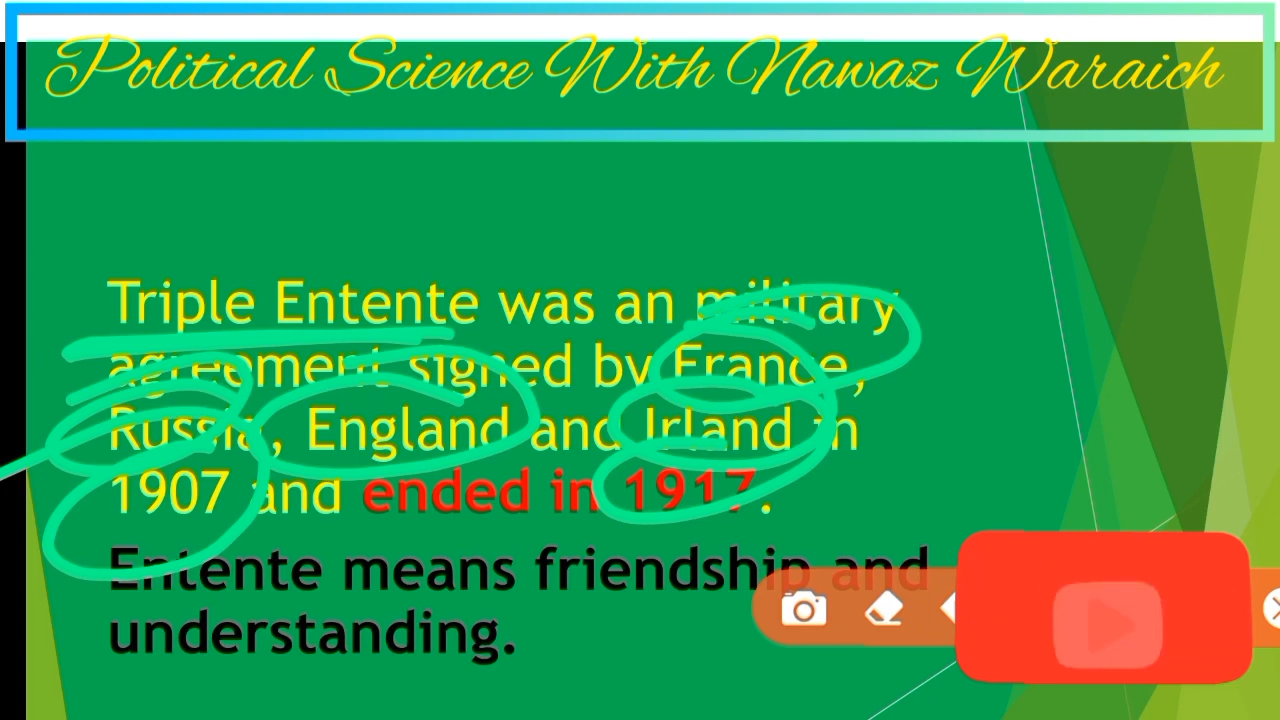 Political Science With Nawaz Waraich
Triple Entente was an military
agreement signed by France,
Russia, England and Irland in
1907 and ended in 1917.
Entente means friendship and
understanding.